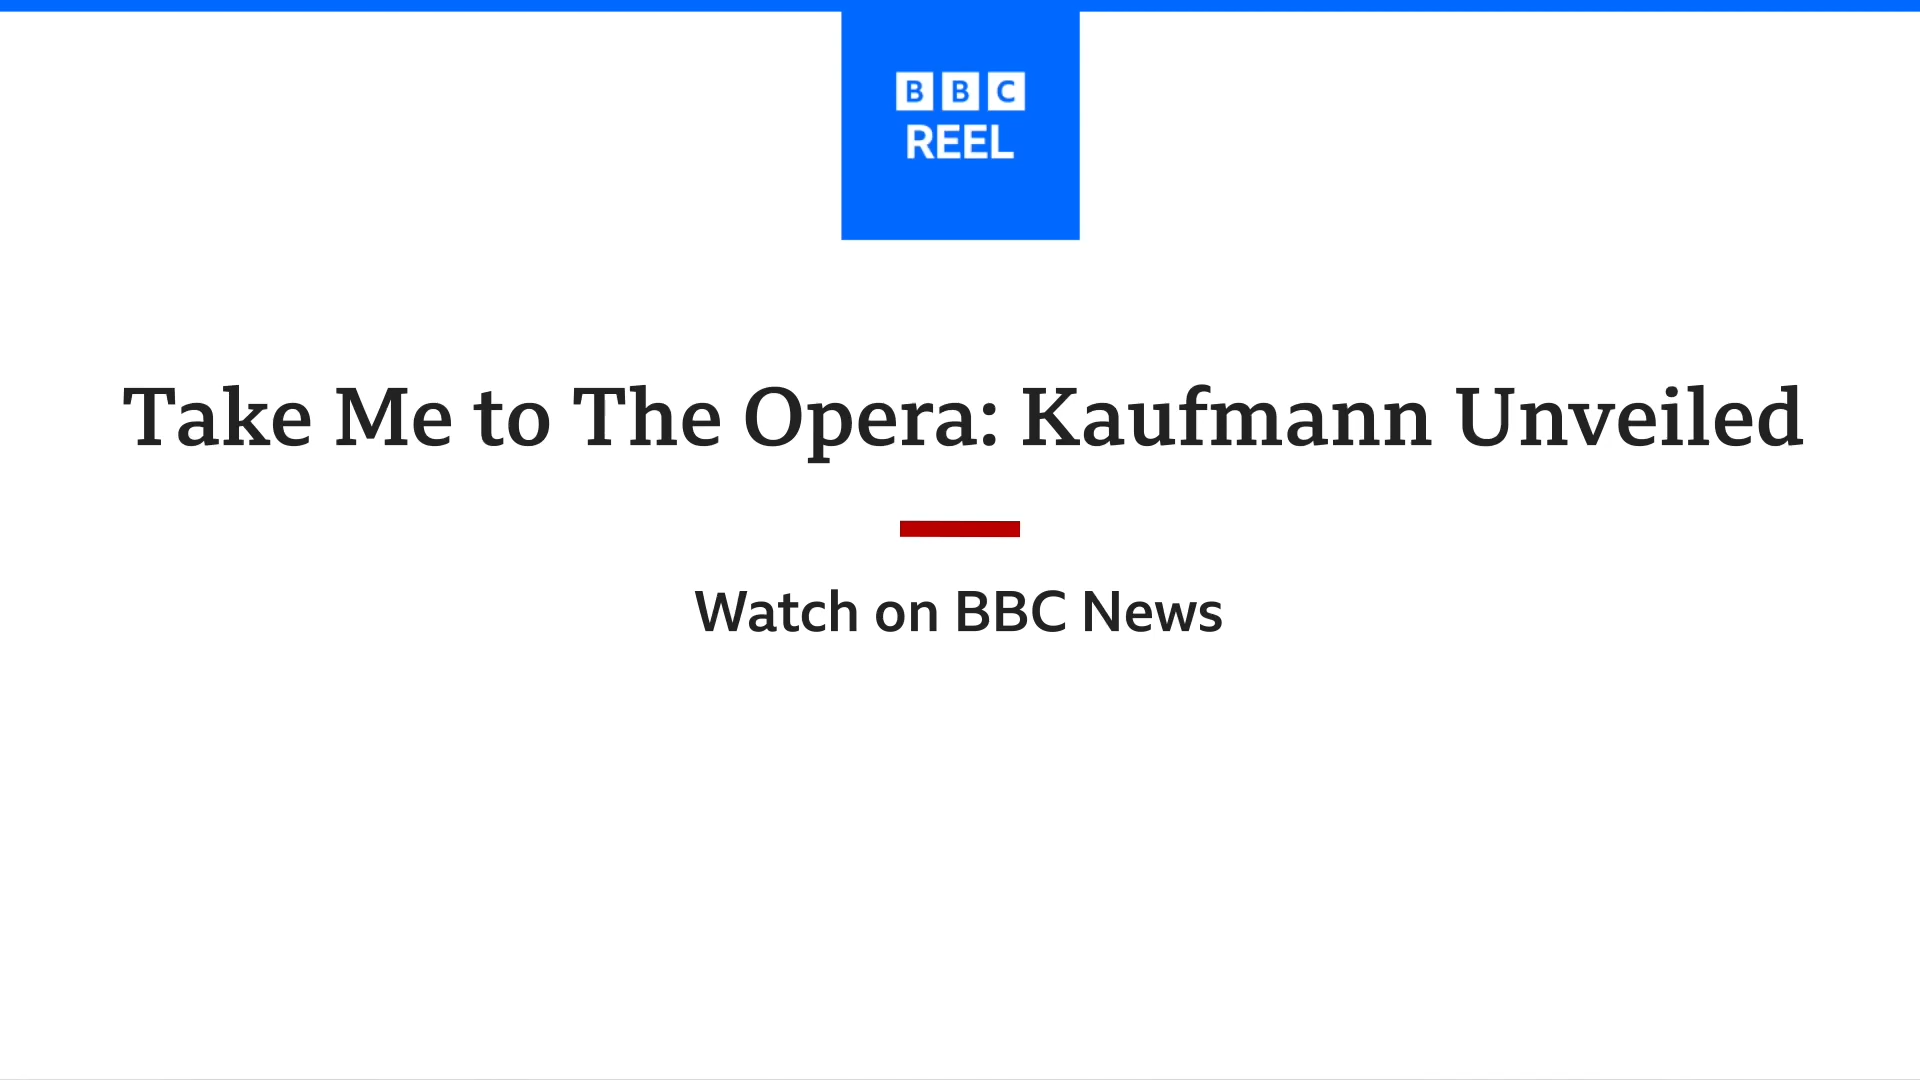 BBC
REEL
Take Me to The Opera: Kaufmann Unveiled
Watch on BBC News